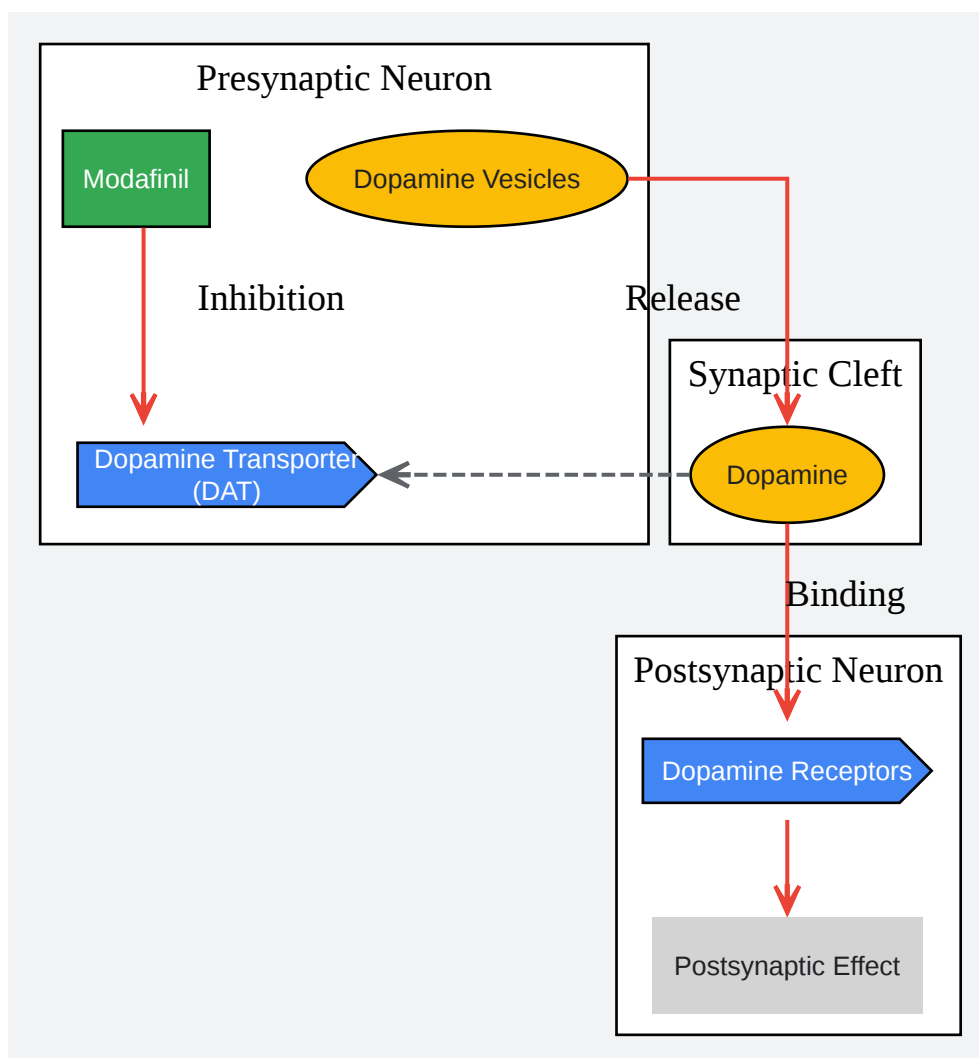 Presynaptic Neuron
Modafinil
Dopamine Vesicles
Inhibition
Release
Synaptic Cleft
Dopamine Transporter
(DAT)
Dopamine
Binding
Postsynaptic Neuron
Dopamine Receptors
Postsynaptic Effect